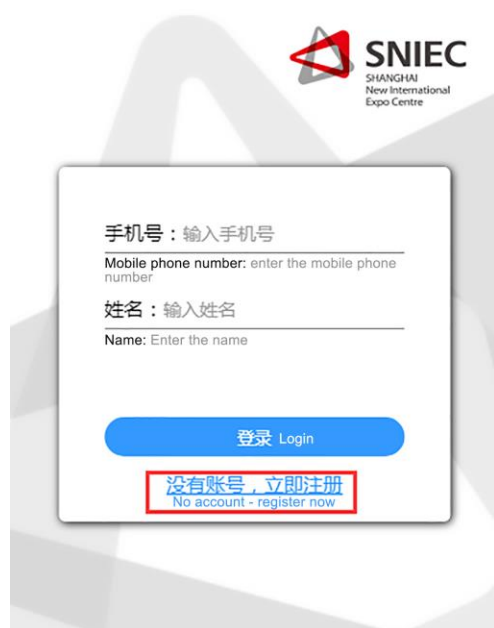 SNIEC
SHANGHAI
New International
Expo Centre
手机号：输入手机号
Mobile phone number: enter the mobile phone
number
姓名：输入姓名
Name: Enter the name
登录 Login
没有账号，立即注册
No account - register now